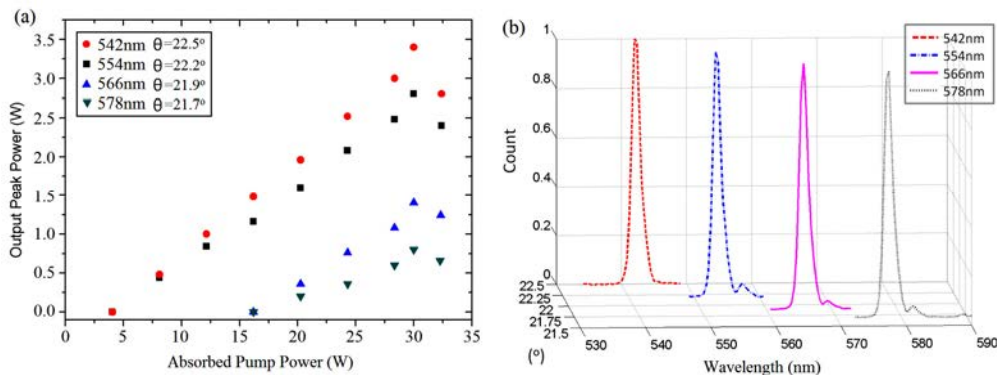 (a)
3.5
3.0
2.5
2.0
1.5
1.0
0.5
0.0
Output Peak Power (W)
542nm θ=22.5°
554nm θ=22.2°
566nm θ=21.9°
578nm θ=21.7°
0 5 10 15 20 25 30 35
Absorbed Pump Power (W)
(b)
542nm
554nm
566nm
578nm
1
0.8
0.6
0.4
0.2
0
Count
22.5
22.25
22
21.75
21.5
(°)
530 540 550 560 570 580 590
Wavelength (nm)